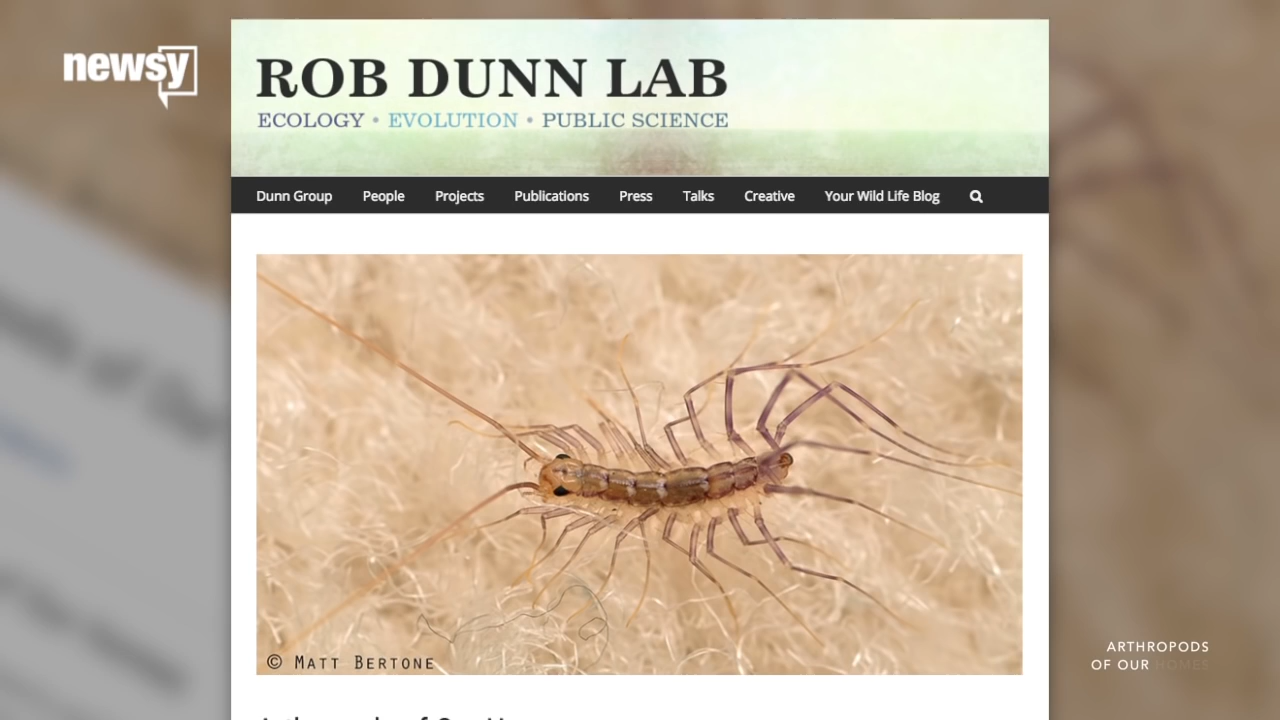 newsy
ROB DUNN LAB
ECOLOGY • EVOLUTION • PUBLIC SCIENCE
Dunn Group People Projects Publications Press Talks Creative Your Wild Life Blog
© MATT BERTONE
ARTHROPODS
OF OUR HOMES